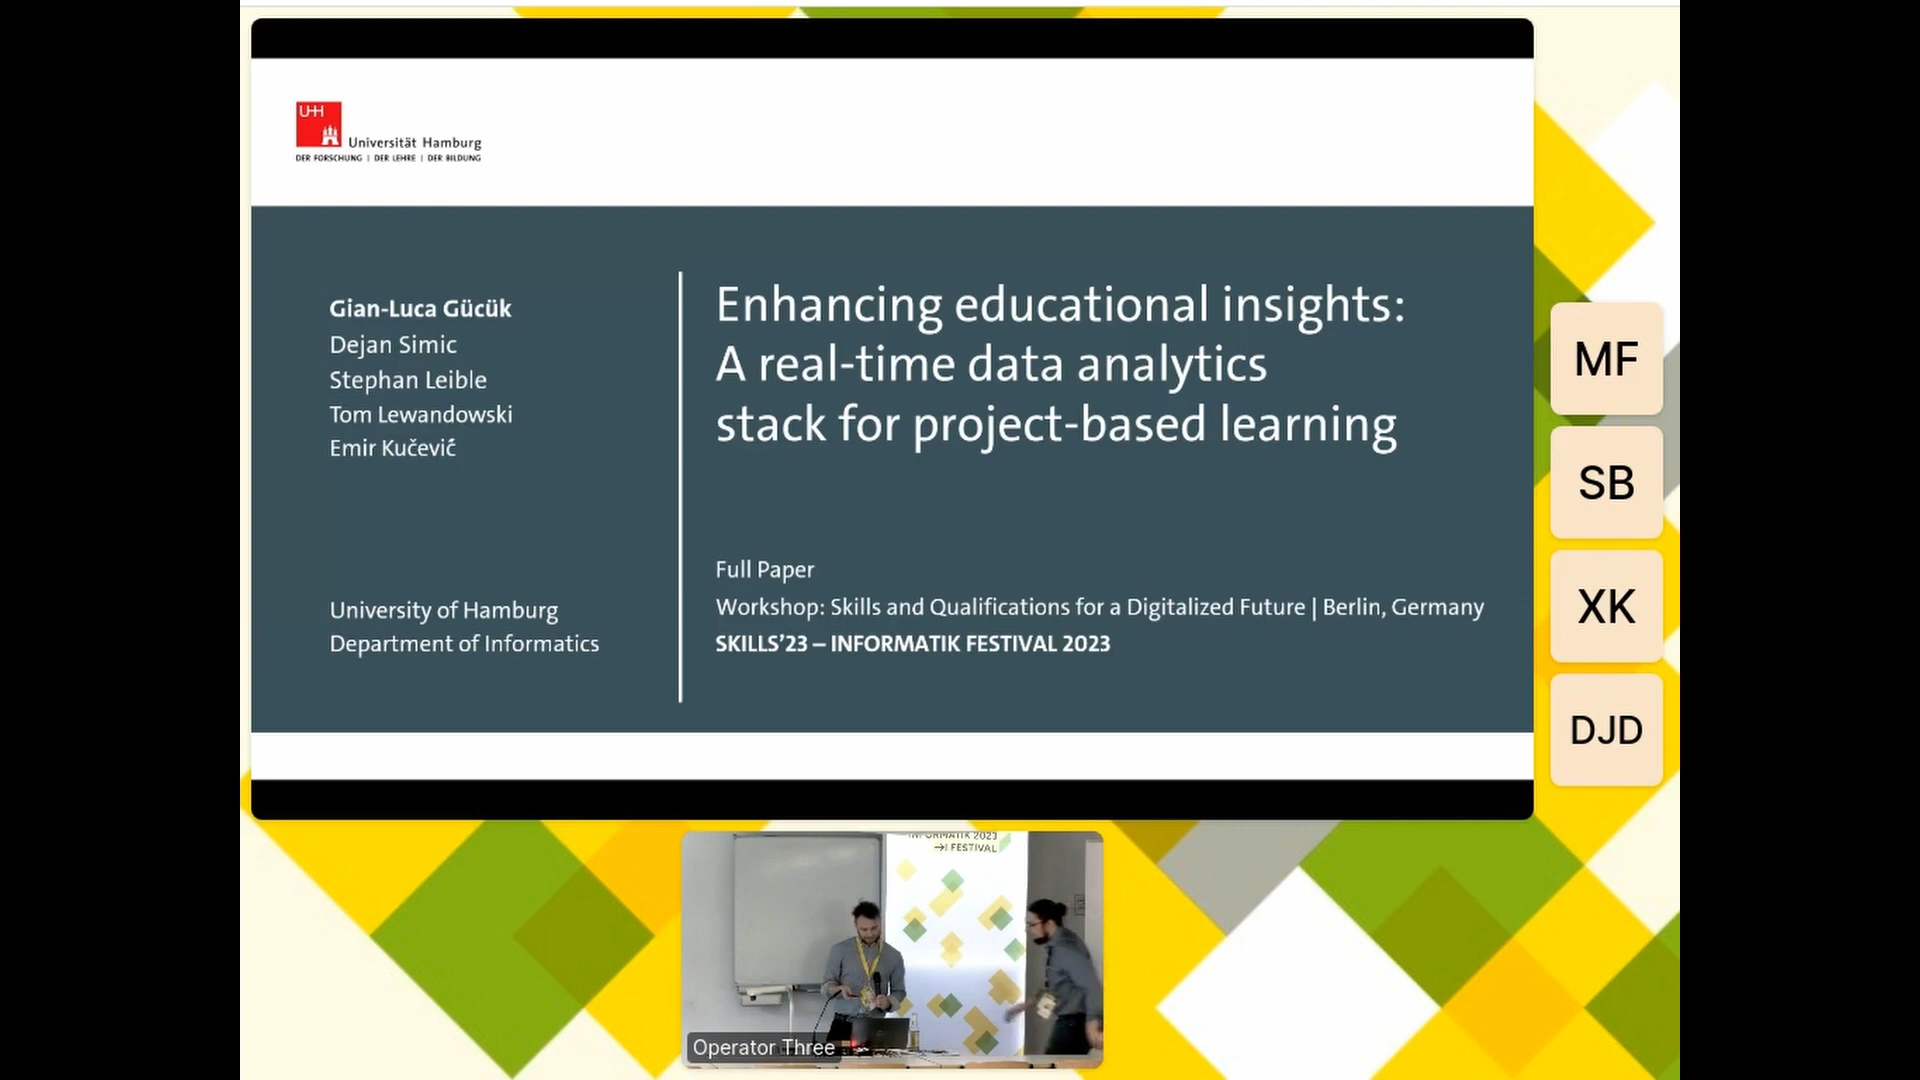 UHH
Universität Hamburg
DER FORSCHUNG | DER LEHRE | DER BILDUNG
Gian-Luca Gücük
Dejan Simic
Stephan Leible
Tom Lewandowski
Emir Kučević
University of Hamburg
Department of Informatics
Enhancing educational insights:
A real-time data analytics
stack for project-based learning
Full Paper
Workshop: Skills and Qualifications for a Digitalized Future | Berlin, Germany
SKILLS’23 – INFORMATIK FESTIVAL 2023
MF
SB
XK
DJD
INFORMATIK 2023
FESTIVAL
Operator Three